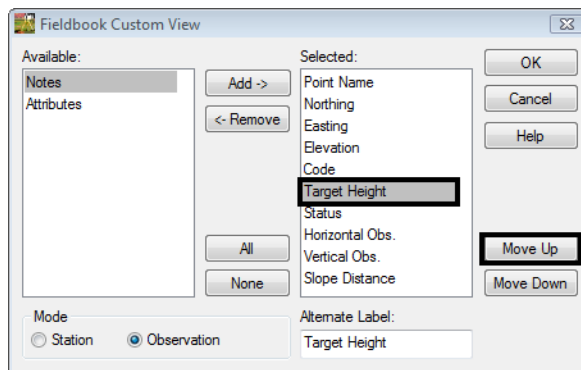 Fieldbook Custom View
Available:
Notes
Attributes
Add ->
<- Remove
All
None
Selected:
Point Name
Northing
Easting
Elevation
Code
Target Height
Status
Horizontal Obs.
Vertical Obs.
Slope Distance
OK
Cancel
Help
Move Up
Move Down
Mode
Station
Observation
Alternate Label:
Target Height